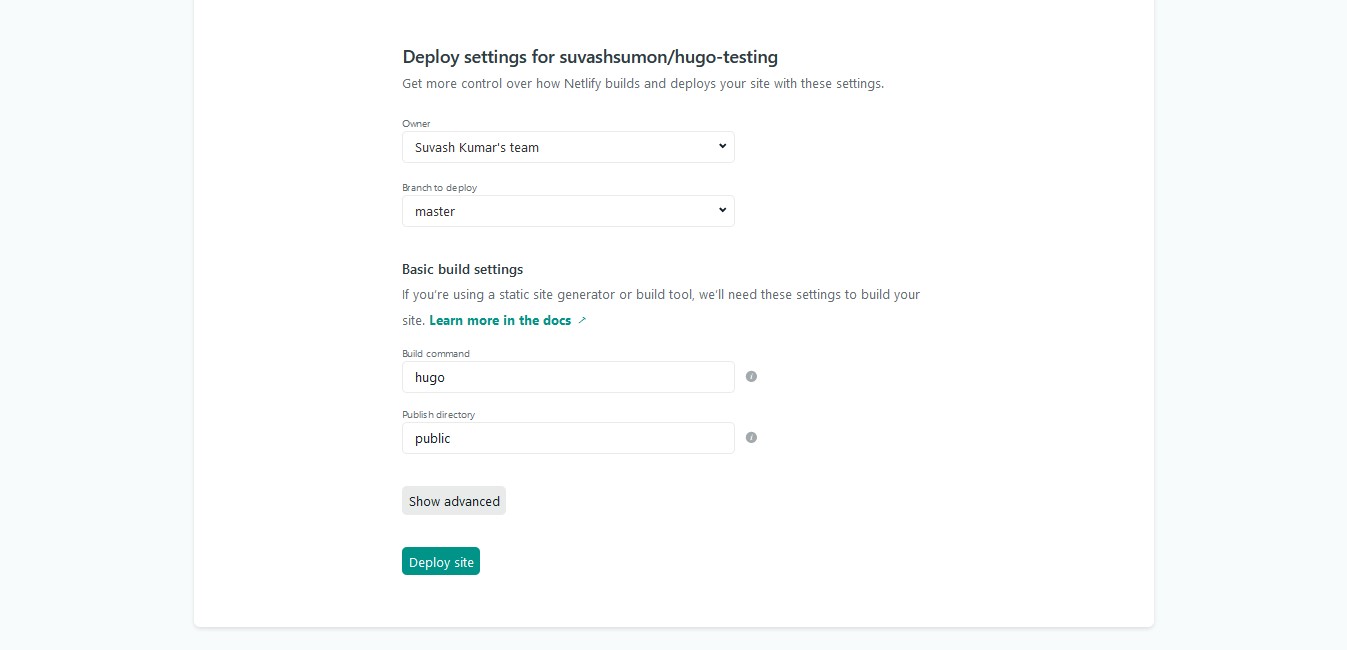 Deploy settings for suvashsumon/hugo-testing
Get more control over how Netlify builds and deploys your site with these settings.
Owner
Suvash Kumar's team
Branch to deploy
master
Basic build settings
If you're using a static site generator or build tool, we'll need these settings to build your
site. Learn more in the docs ↗
Build command
hugo
Publish directory
public
Show advanced
Deploy site